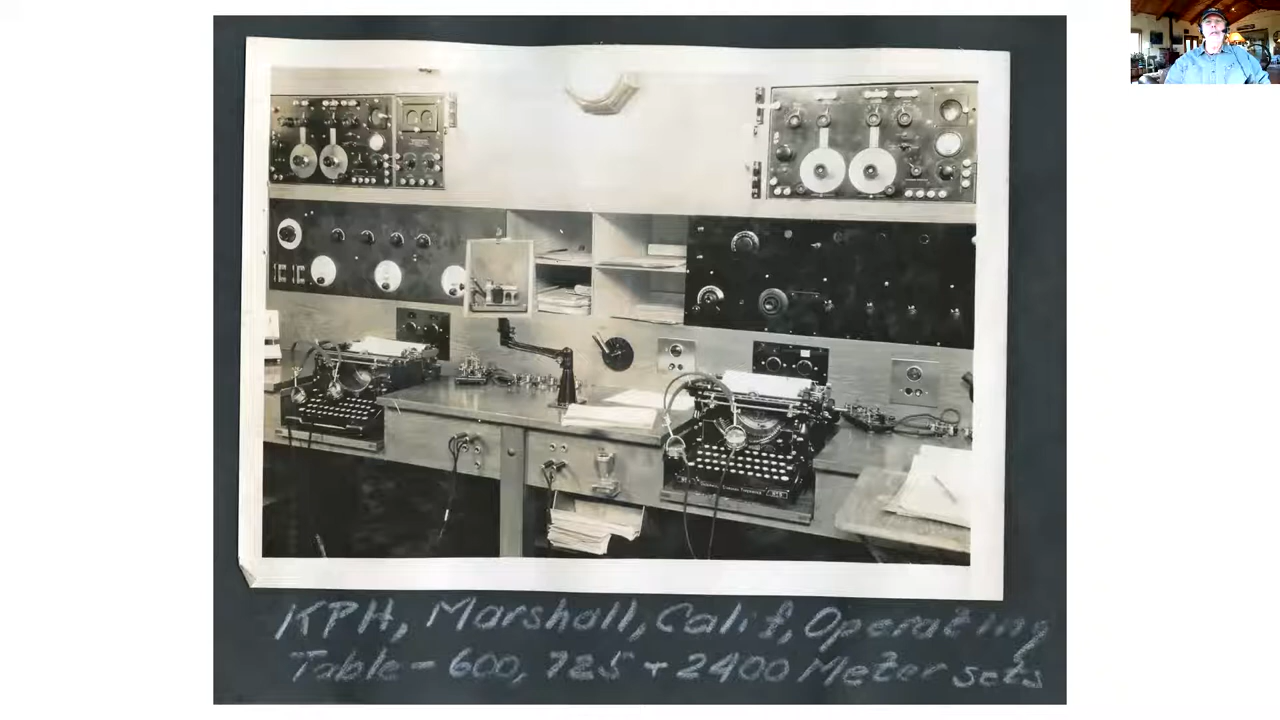 KPH, Marshall, Calif, Operating
Table - 600, 725 + 2400 Meter sets